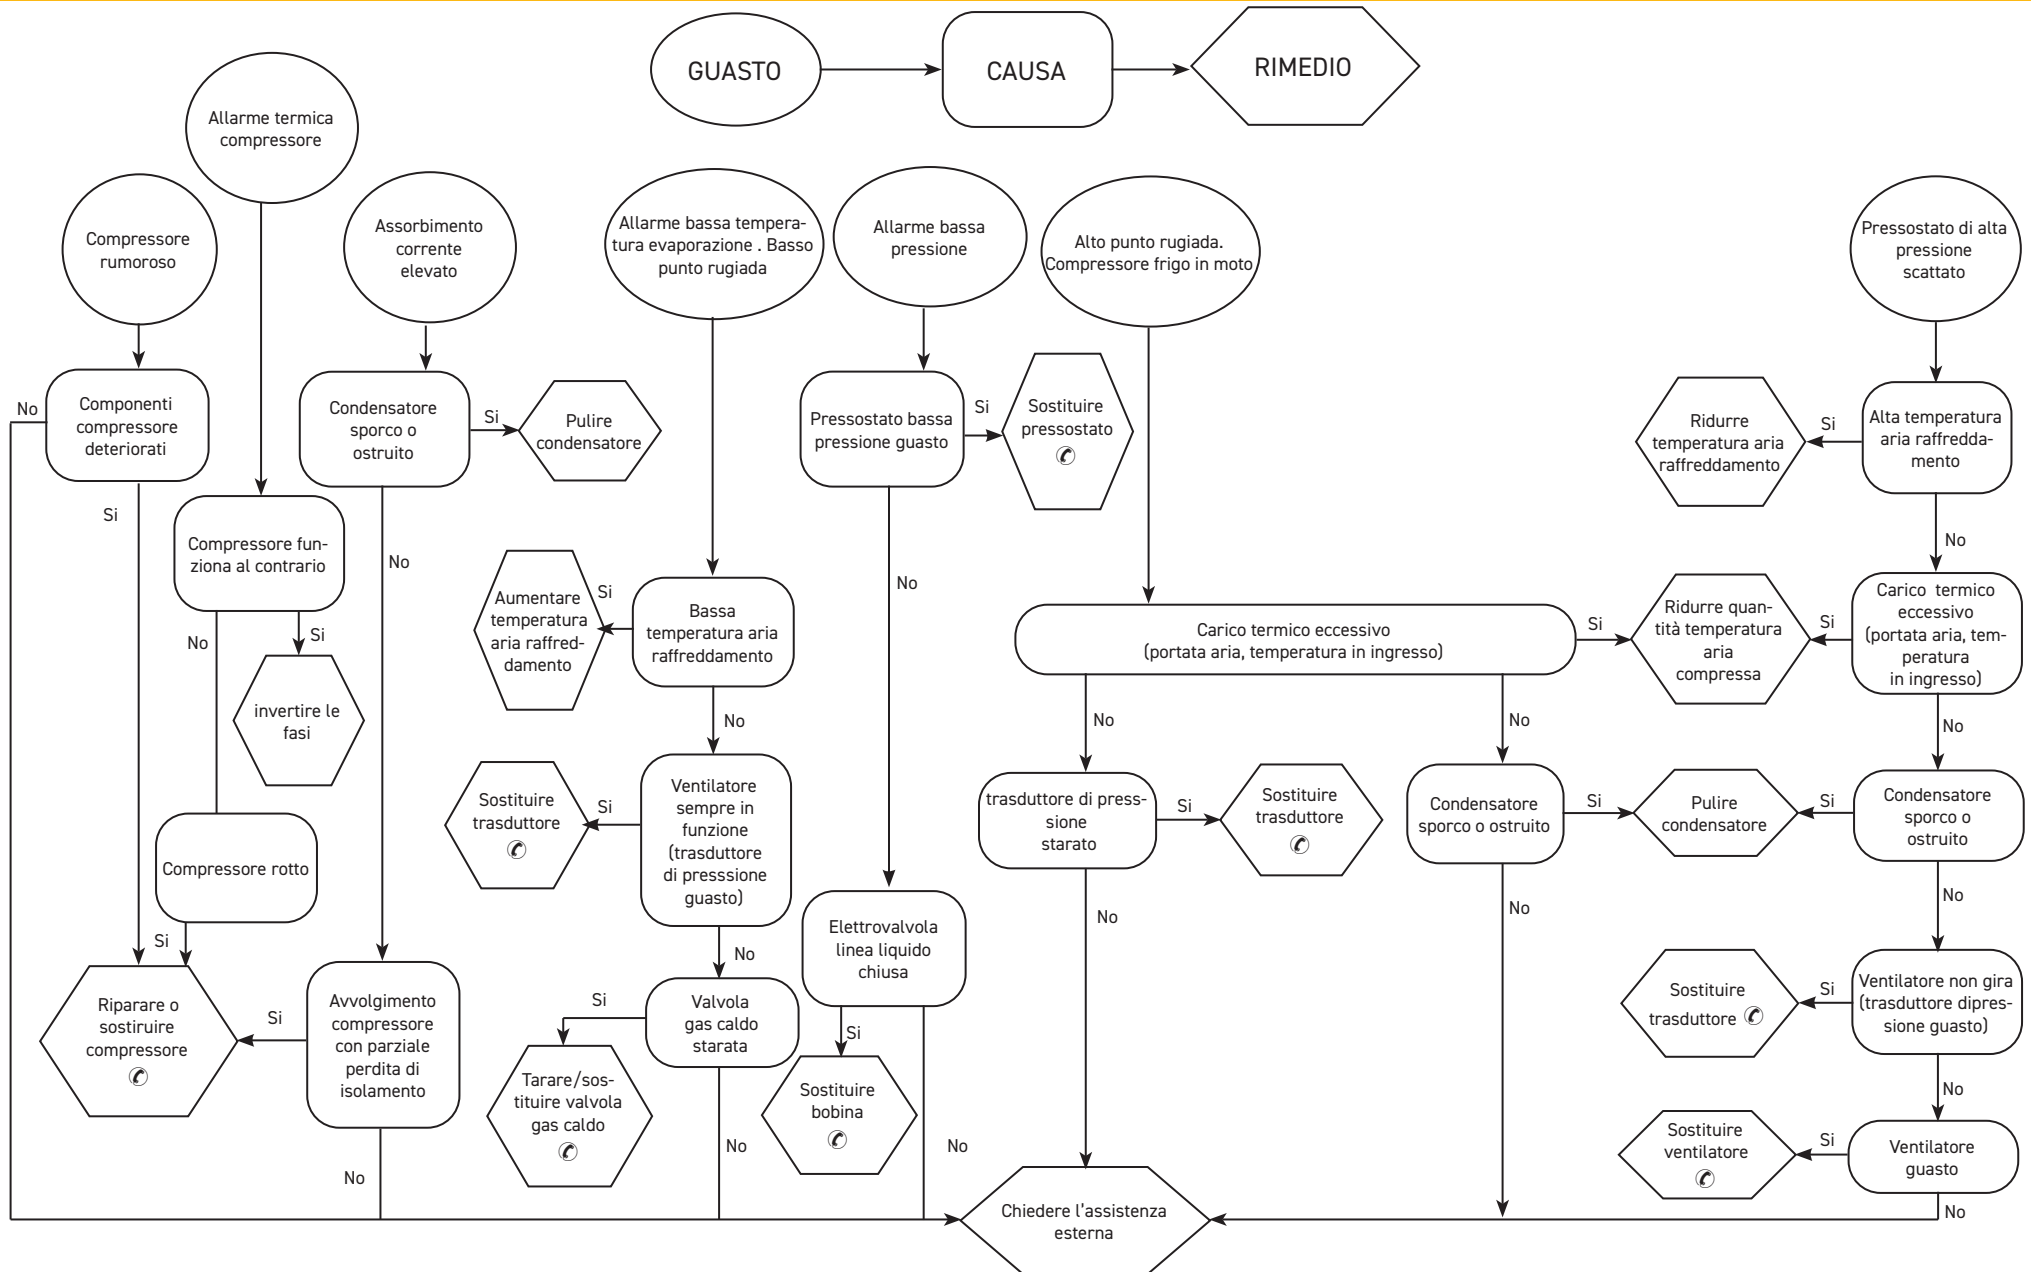 GUASTO
CAUSA
RIMEDIO
Allarme termica
compressore
Compressore
rumoroso
Assorbimento
corrente
elevato
Allarme bassa tempera-
tura evaporazione . Basso
punto rugiada
Allarme bassa
pressione
Alto punto rugiada.
Compressore frigo in moto
Pressostato di alta
pressione
scattato
No
Componenti
compressore
deteriorati
Condensatore
sporco o
ostruito
Si
Pulire
condensatore
Pressostato bassa
pressione guasto
Si
Sostituire
pressostato
Ridurre
temperatura aria
raffreddamento
Si
Alta temperatura
aria raffredda-
mento
Si
Compressore fun-
ziona al contrario
No
No
No
Aumentare
temperatura
aria raffred-
damento
Si
Bassa
temperatura aria
raffreddamento
Carico termico eccessivo
(portata aria, temperatura in ingresso)
Si
Ridurre quan-
tità temperatura
aria
compressa
Si
Carico termico
eccessivo
(portata aria, tem-
peratura
in ingresso)
No
Si
invertire le
fasi
No
No
No
No
Sostituire
trasduttore
Si
Ventilatore
sempre in
funzione
(trasduttore
di presssione
guasto)
trasduttore di press-
sione
starato
Si
Sostituire
trasduttore
Condensatore
sporco o ostruito
Si
Pulire
condensatore
Si
Condensatore
sporco o
ostruito
Compressore rotto
Si
No
Elettrovalvola
linea liquido
chiusa
No
No
No
Riparare o
sostiruire
compressore
Si
Avvolgimento
compressore
con parziale
perdita di
isolamento
Si
Valvola
gas caldo
starata
Si
Sostituire
trasduttore
Si
Ventilatore non gira
(trasduttore dipres-
sione guasto)
Tarare/sos-
tituire valvola
gas caldo
Sostituire
bobina
No
No
No
No
Sostituire
ventilatore
Si
Ventilatore
guasto
Chiedere l'assistenza
esterna
No